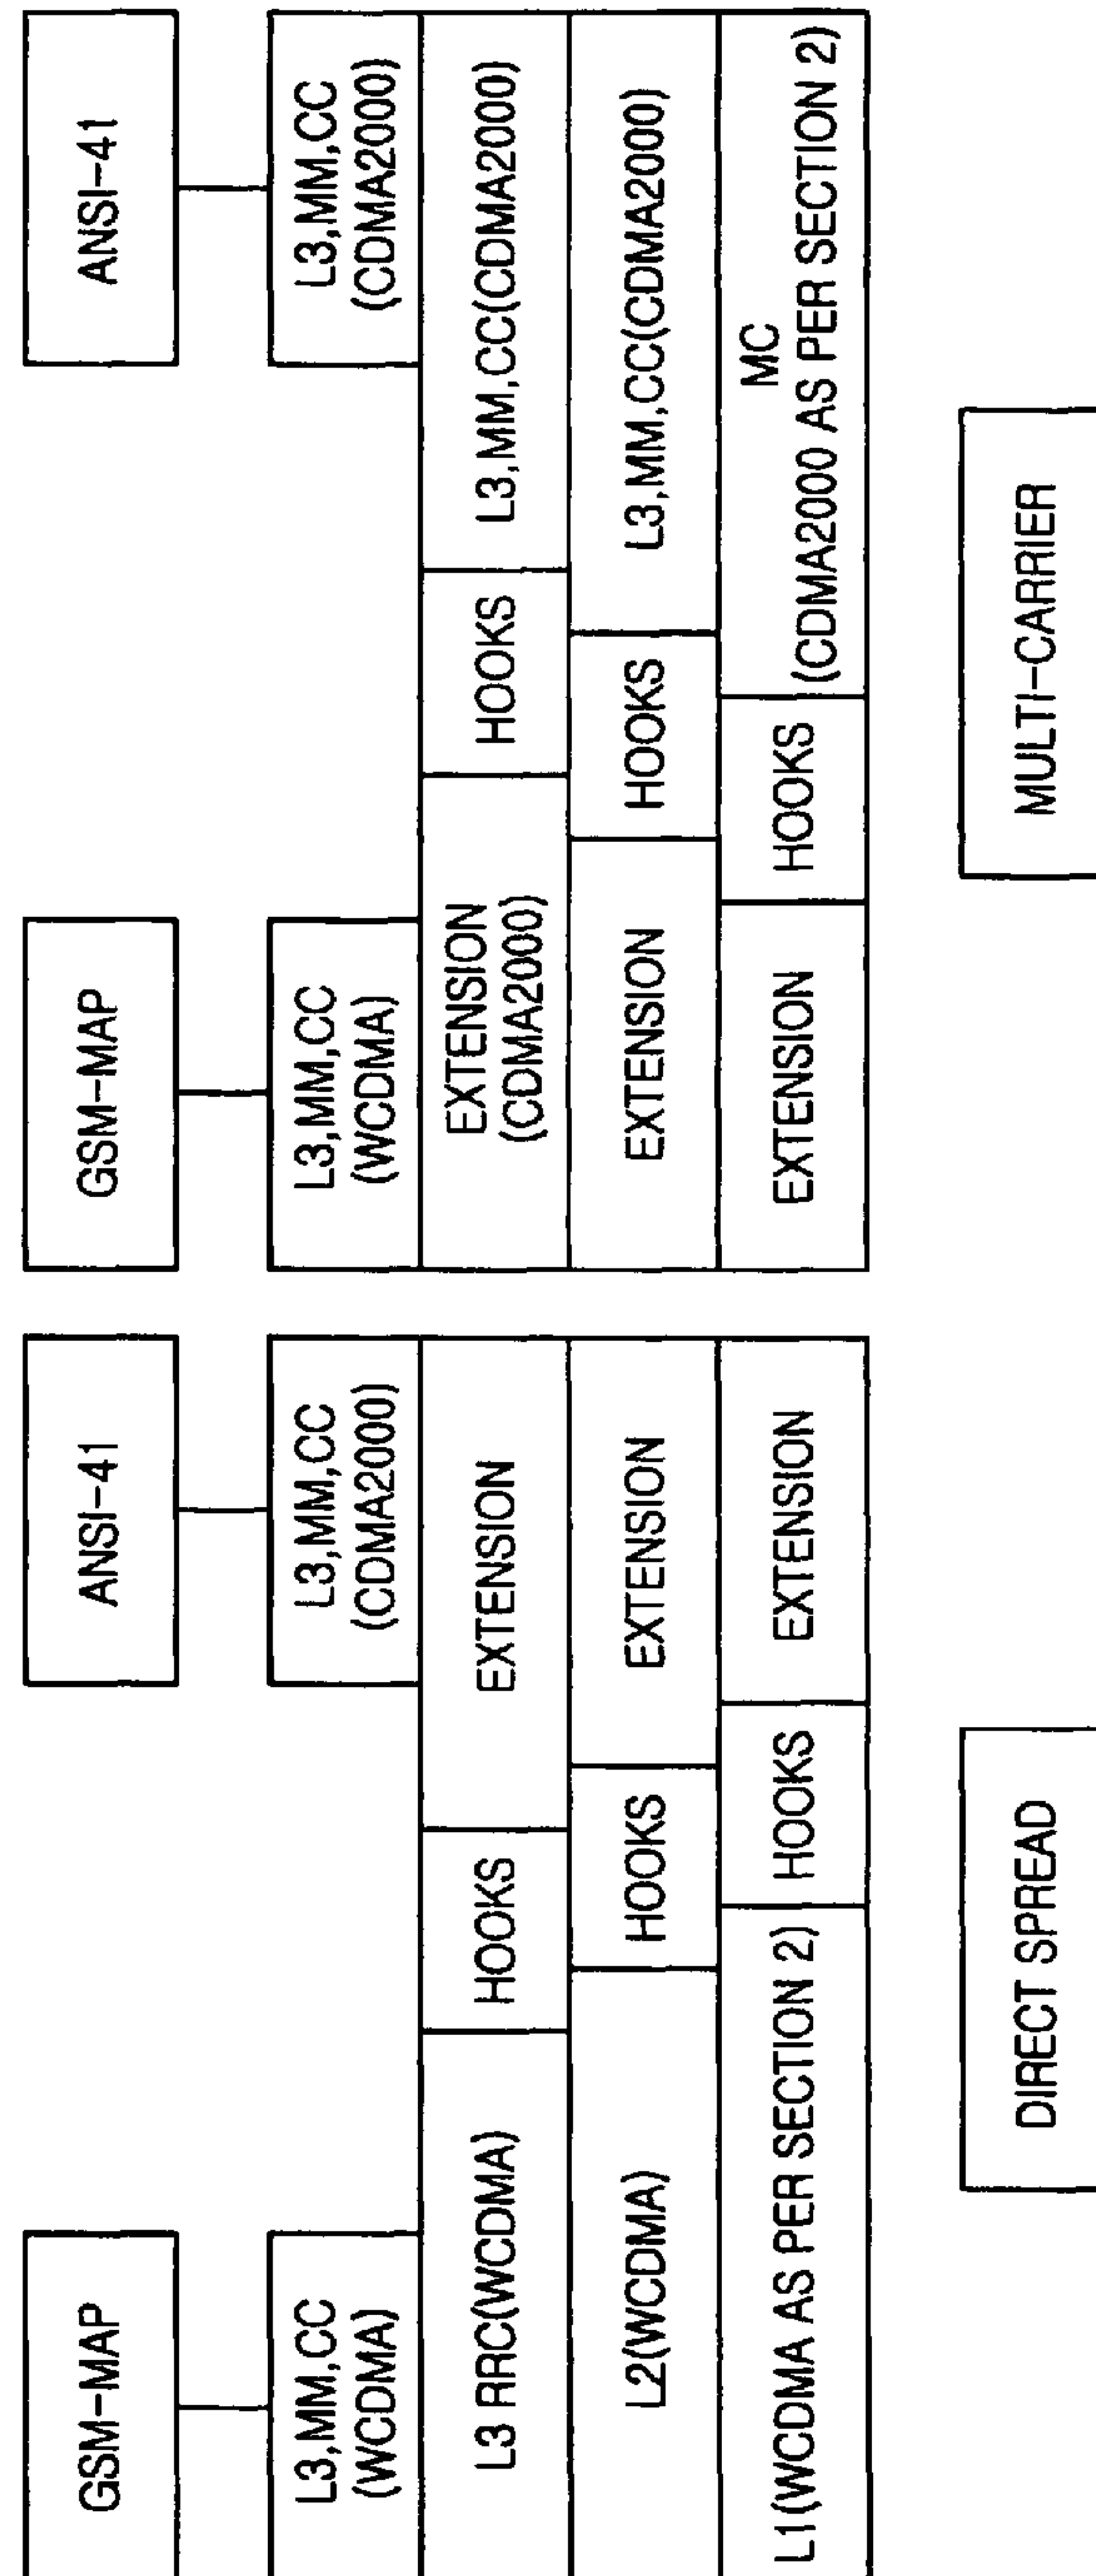 GSM-MAP
ANSI-41
GSM-MAP
ANSI-41
L3,MM,CC
(WCDMA)
L3,MM,CC
(CDMA2000)
L3,MM,CC
(WCDMA)
L3,MM,CC
(CDMA2000)
L3 RRC(WCDMA)
HOOKS
EXTENSION
EXTENSION
(CDMA2000)
HOOKS
L3,MM,CC(CDMA2000)
L2(WCDMA)
HOOKS
EXTENSION
EXTENSION
HOOKS
L3,MM,CC(CDMA2000)
L1(WCDMA AS PER SECTION 2)
HOOKS
EXTENSION
EXTENSION
HOOKS
MC
(CDMA2000 AS PER SECTION 2)
DIRECT SPREAD
MULTI-CARRIER